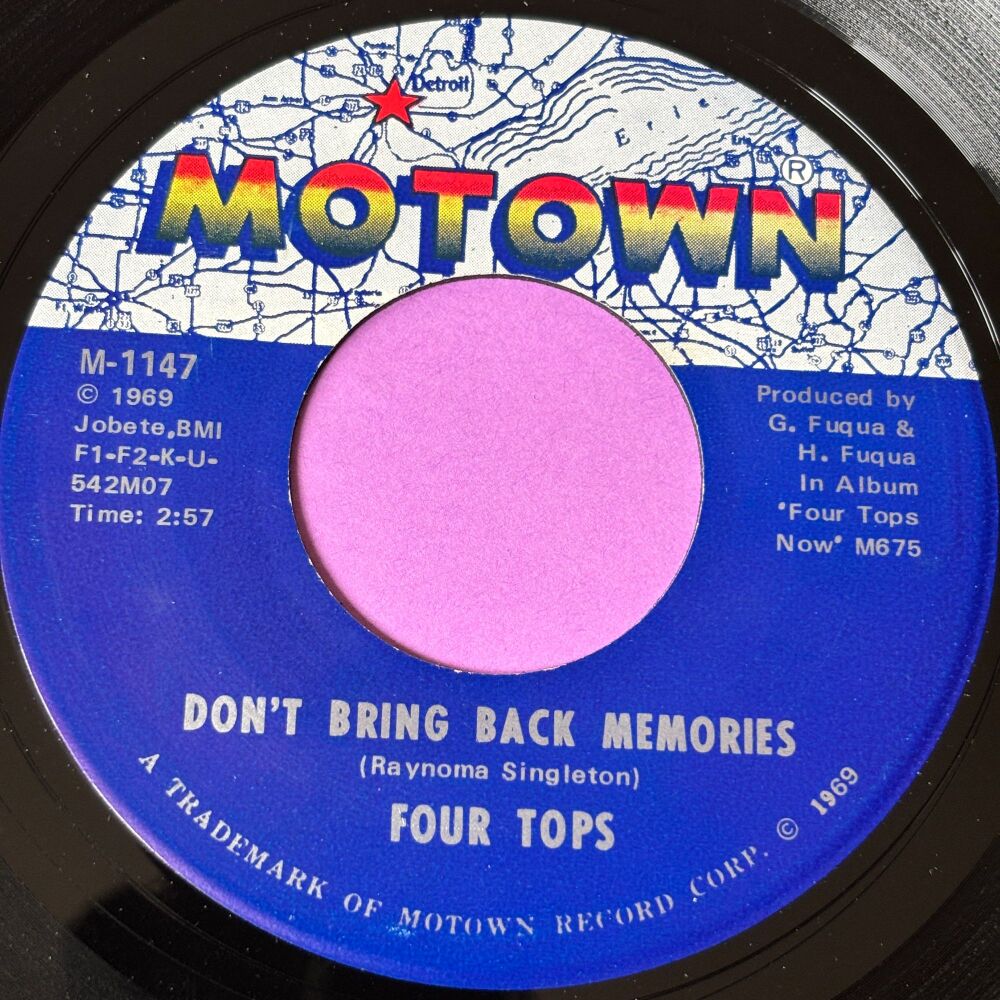 Detroit
Erie
MOTOWN®
M-1147
© 1969
Jobete, BMI
F1-F2-K-U-
542M07
Time: 2:57
Produced by
G. Fuqua &
H. Fuqua
In Album
'Four Tops
Now' M675
DON'T BRING BACK MEMORIES
(Raynoma Singleton)
FOUR TOPS
A TRADEMARK OF MOTOWN RECORD CORP. © 1969